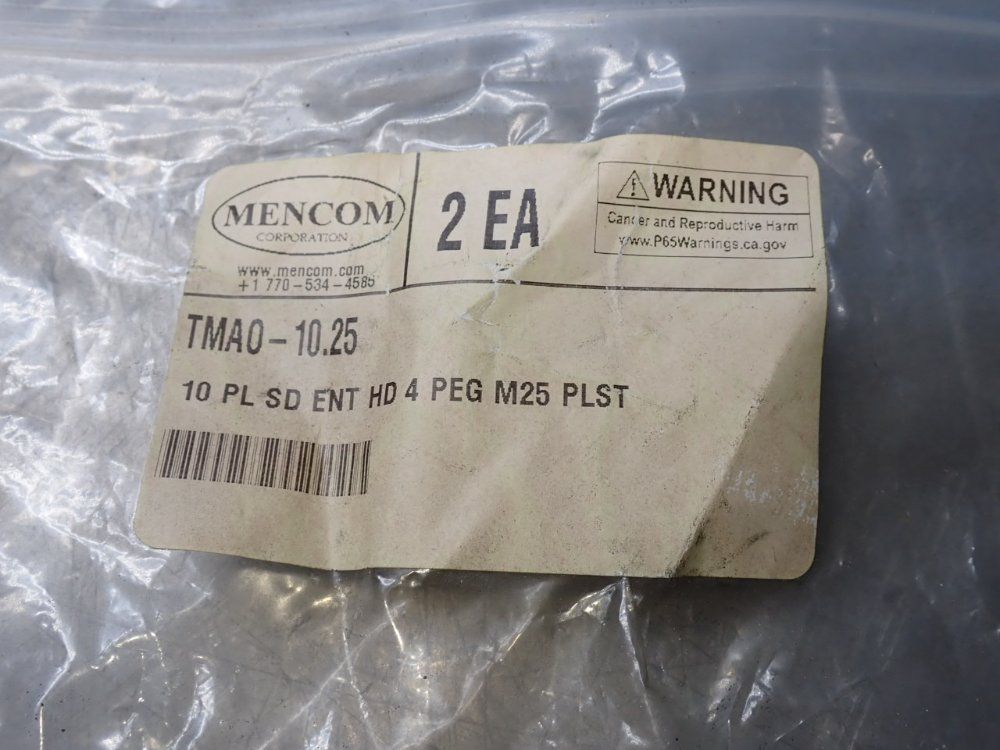 MENCOM
CORPORATION
www.mencom.com
+1 770-534-4585
2 EA
WARNING
Cancer and Reproductive Harm
www.P65Warnings.ca.gov
TMAO-10.25
10 PL SD ENT HD 4 PEG M25 PLST